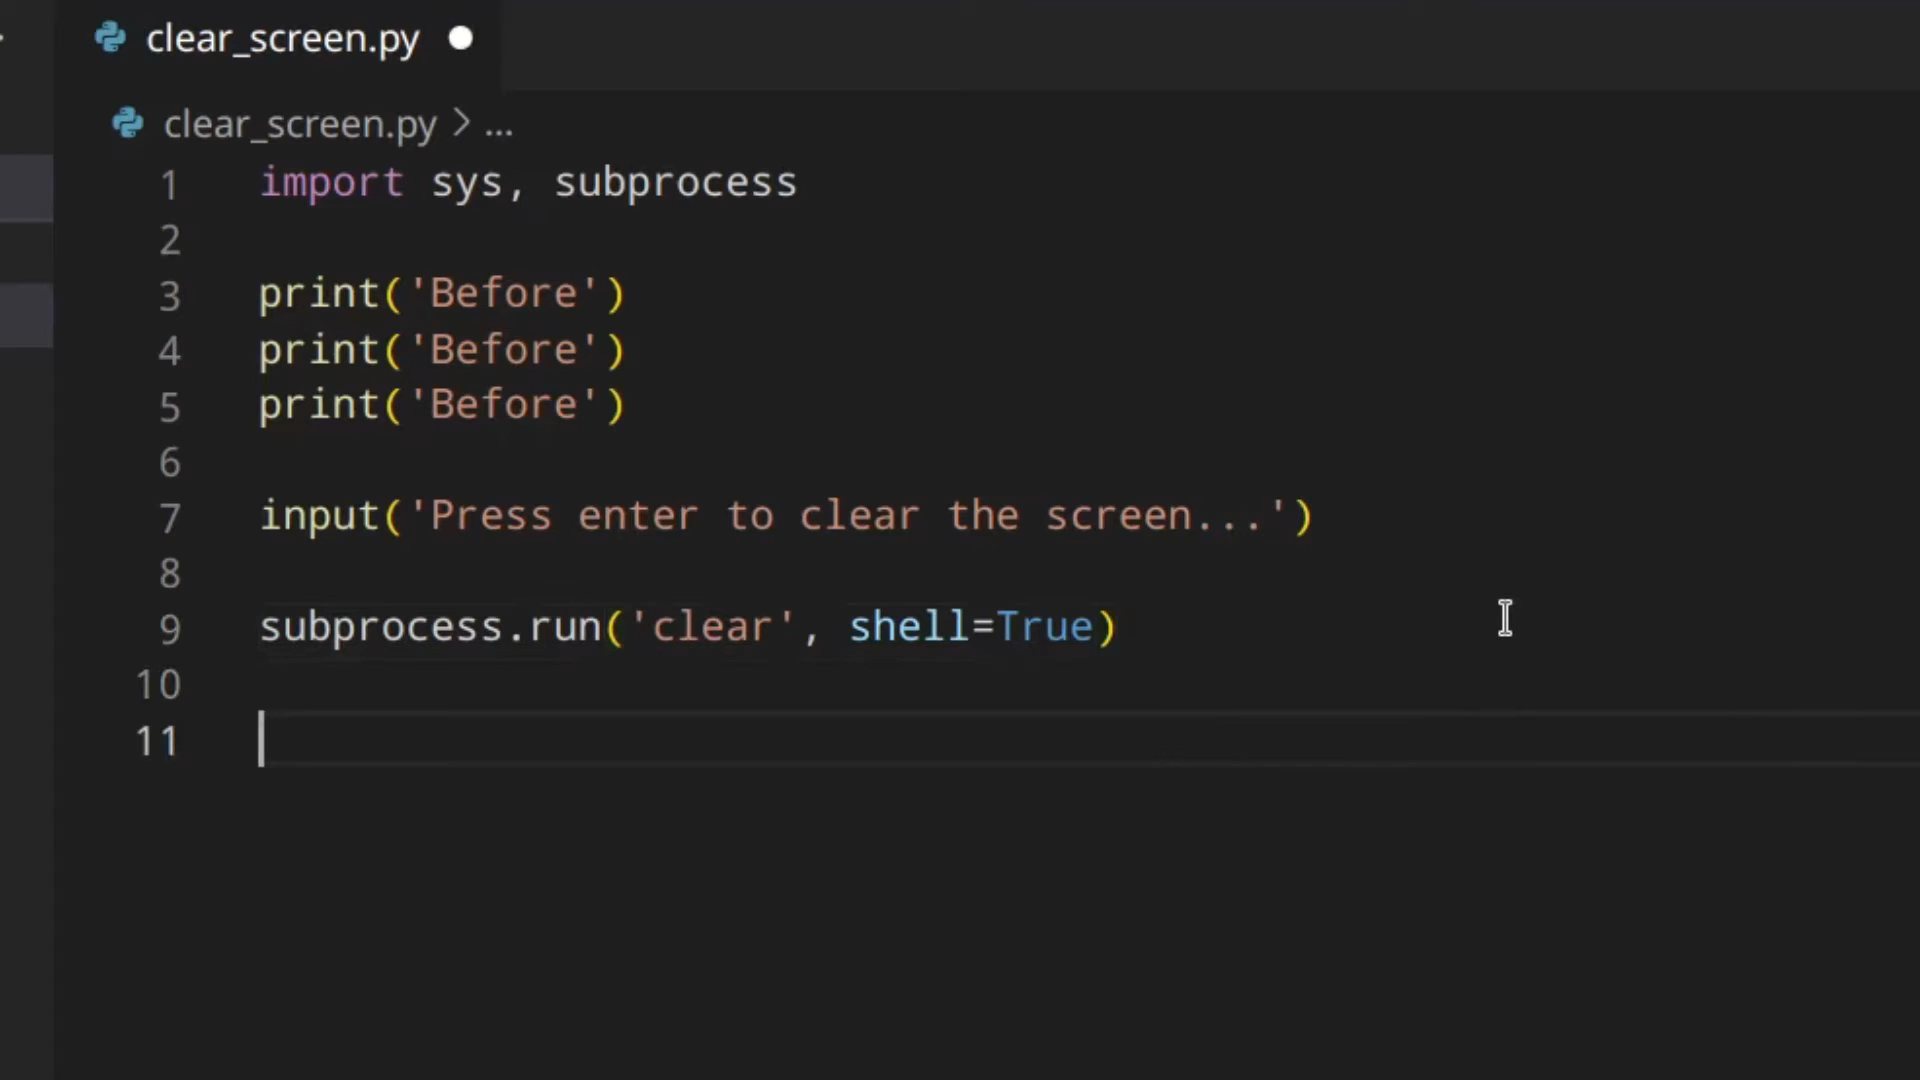 clear_screen.py
clear_screen.py > ...
1 import sys, subprocess
2
3 print('Before')
4 print('Before')
5 print('Before')
6
7 input('Press enter to clear the screen...')
8
9 subprocess.run('clear', shell=True)
10
11